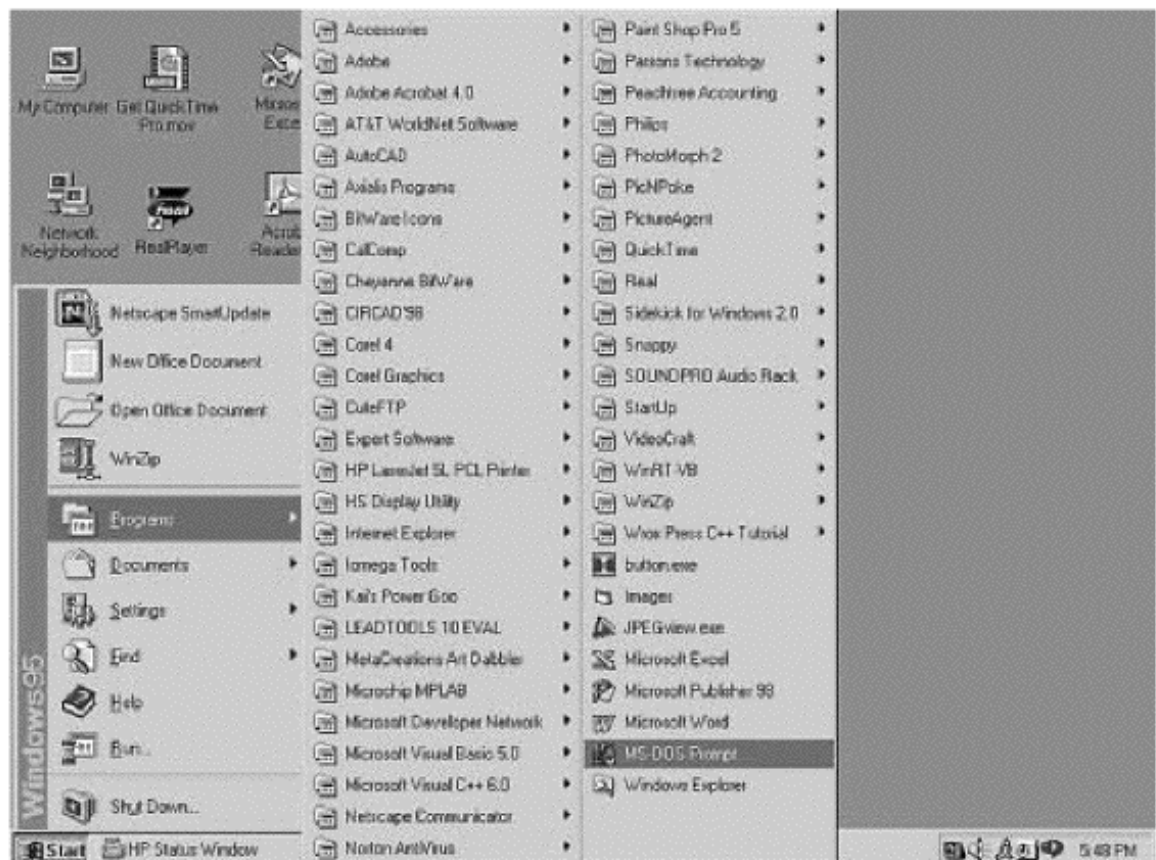 My Computer
Get QuickTime
Pro.mov
Network
Neighborhood
RealPlayer
Netscape SmartUpdate
New Office Document
Open Office Document
WinZip
Programs
Documents
Settings
Find
Help
Run...
Shut Down...
Windows95
Accessories
Adobe
Adobe Acrobat 4.0
AT&T WorldNet Software
AutoCAD
Axialis Programs
BitWare Icons
CalComp
Cheyenne BitWare
CIRCAD'98
Corel 4
Corel Graphics
CuteFTP
Expert Software
HP LaserJet 5L PCL Printer
HS Display Utility
Internet Explorer
Iomega Tools
Kai's Power Goo
LEADTOOLS 10 EVAL
MetaCreations Art Dabbler
Microchip MPLAB
Microsoft Developer Network
Microsoft Visual Basic 5.0
Microsoft Visual C++ 6.0
Netscape Communicator
Norton AntiVirus
Paint Shop Pro 5
Parsons Technology
Peachtree Accounting
Philips
PhotoMorph 2
PicNPoke
PictureAgent
QuickTime
Real
Sidekick for Windows 2.0
Snappy
SOUNDPRO Audio Rack
StartUp
VideoCraft
WinRT-VB
WinZip
Wrox Press C++ Tutorial
button.exe
Images
JPEGview.exe
Microsoft Excel
Microsoft Publisher 98
Microsoft Word
MS-DOS Prompt
Windows Explorer
Start
HP Status Window
5:48 PM